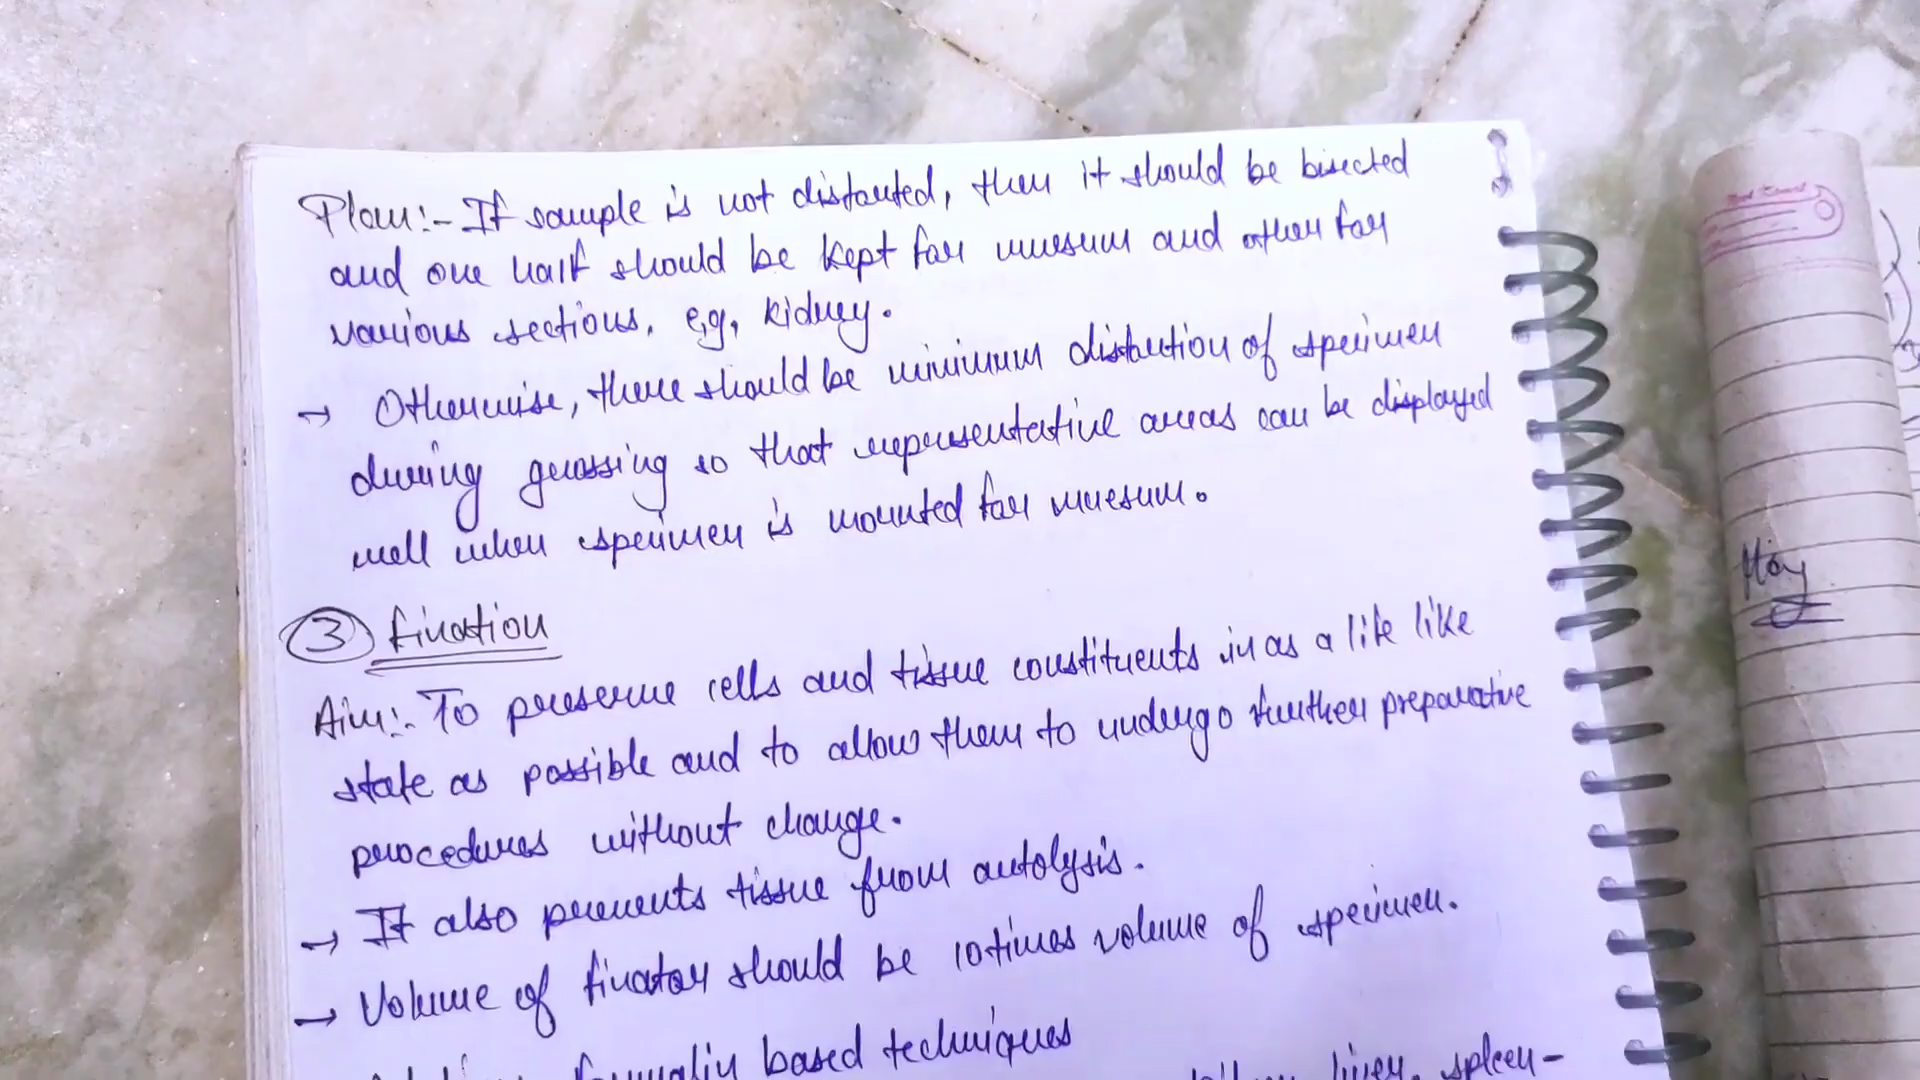 Plan:- If sample is not distorted, then it should be bisected
and one half should be kept for museum and other for
various sections. e.g. kidney.
→ Otherwise, there should be minimum distortion of specimen
during grossing so that representative areas can be displayed
well when specimen is mounted for museum.
③ fixation
Aim:- To preserve cells and tissue constituents in as a life like
state as possible and to allow them to undergo further preparative
procedures without change.
→ It also prevents tissue from autolysis.
→ Volume of fixator should be 10 times volume of specimen.
formalin based techniques
liver, spleen-